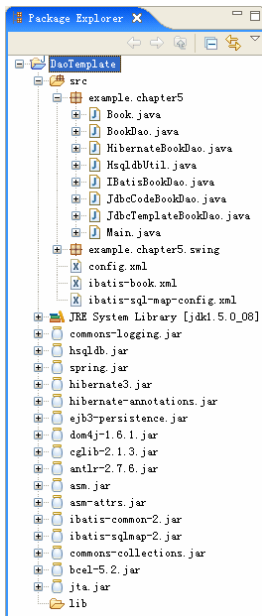 Package Explorer
DaoTemplate
src
example.chapter5
Book.java
BookDao.java
HibernateBookDao.java
HsqldbUtil.java
IBatisBookDao.java
JdbcCodeBookDao.java
JdbcTemplateBookDao.java
Main.java
example.chapter5.swing
config.xml
ibatis-book.xml
ibatis-sql-map-config.xml
JRE System Library [jdk1.5.0_08]
commons-logging.jar
hsqldb.jar
spring.jar
hibernate3.jar
hibernate-annotations.jar
ejb3-persistence.jar
dom4j-1.6.1.jar
cglib-2.1.3.jar
antlr-2.7.6.jar
asm.jar
asm-attrs.jar
ibatis-common-2.jar
ibatis-sqlmap-2.jar
commons-collections.jar
bcel-5.2.jar
jta.jar
lib